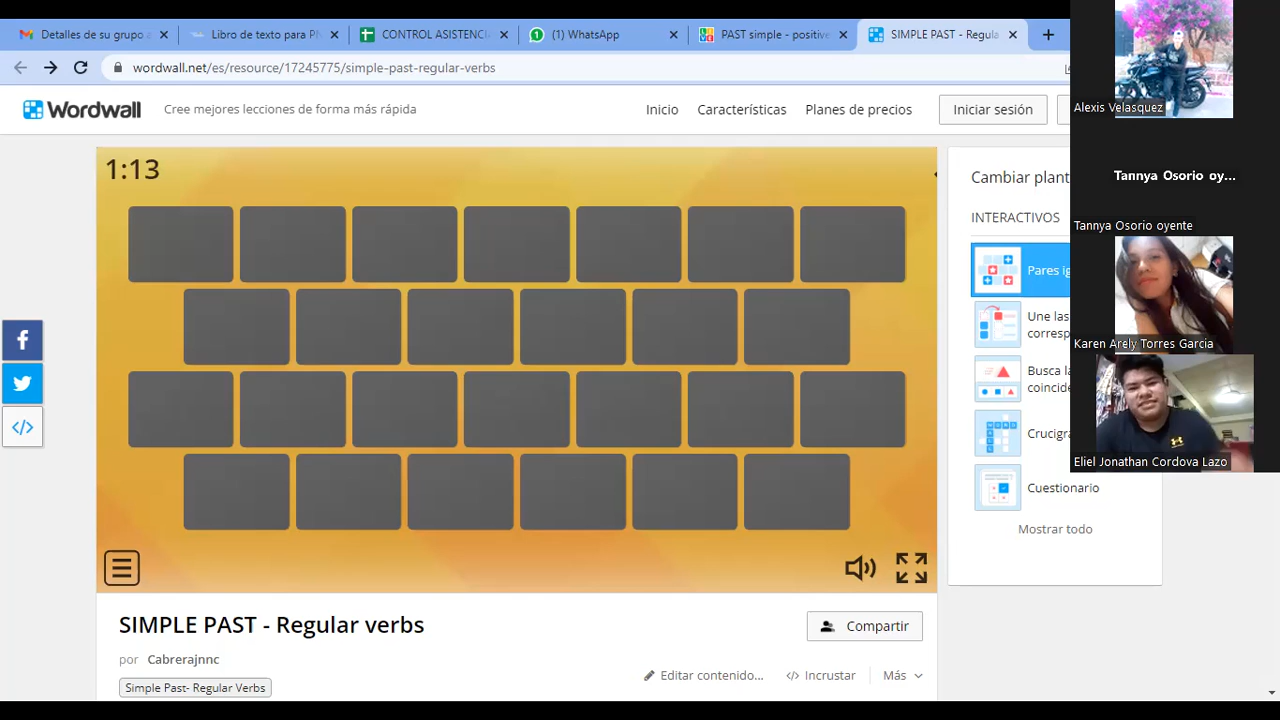 Detalles de su grupo a
Libro de texto para Pi
CONTROL ASISTENCI
(1) WhatsApp
PAST simple - positive
SIMPLE PAST - Regula
wordwall.net/es/resource/17245775/simple-past-regular-verbs
Wordwall
Cree mejores lecciones de forma más rápida
Inicio
Características
Planes de precios
Iniciar sesión
Alexis Velasquez
1:13
Cambiar plant
Tannya Osorio oy...
Tannya Osorio oyente
INTERACTIVOS
Pares ig
Une las
corresp
Karen Arely Torres Garcia
Busca la
coincide
Crucigra
Eliel Jonathan Cordova Lazo
Cuestionario
Mostrar todo
SIMPLE PAST - Regular verbs
Compartir
por Cabrerajnnc
Editar contenido...
Incrustar
Más
Simple Past- Regular Verbs